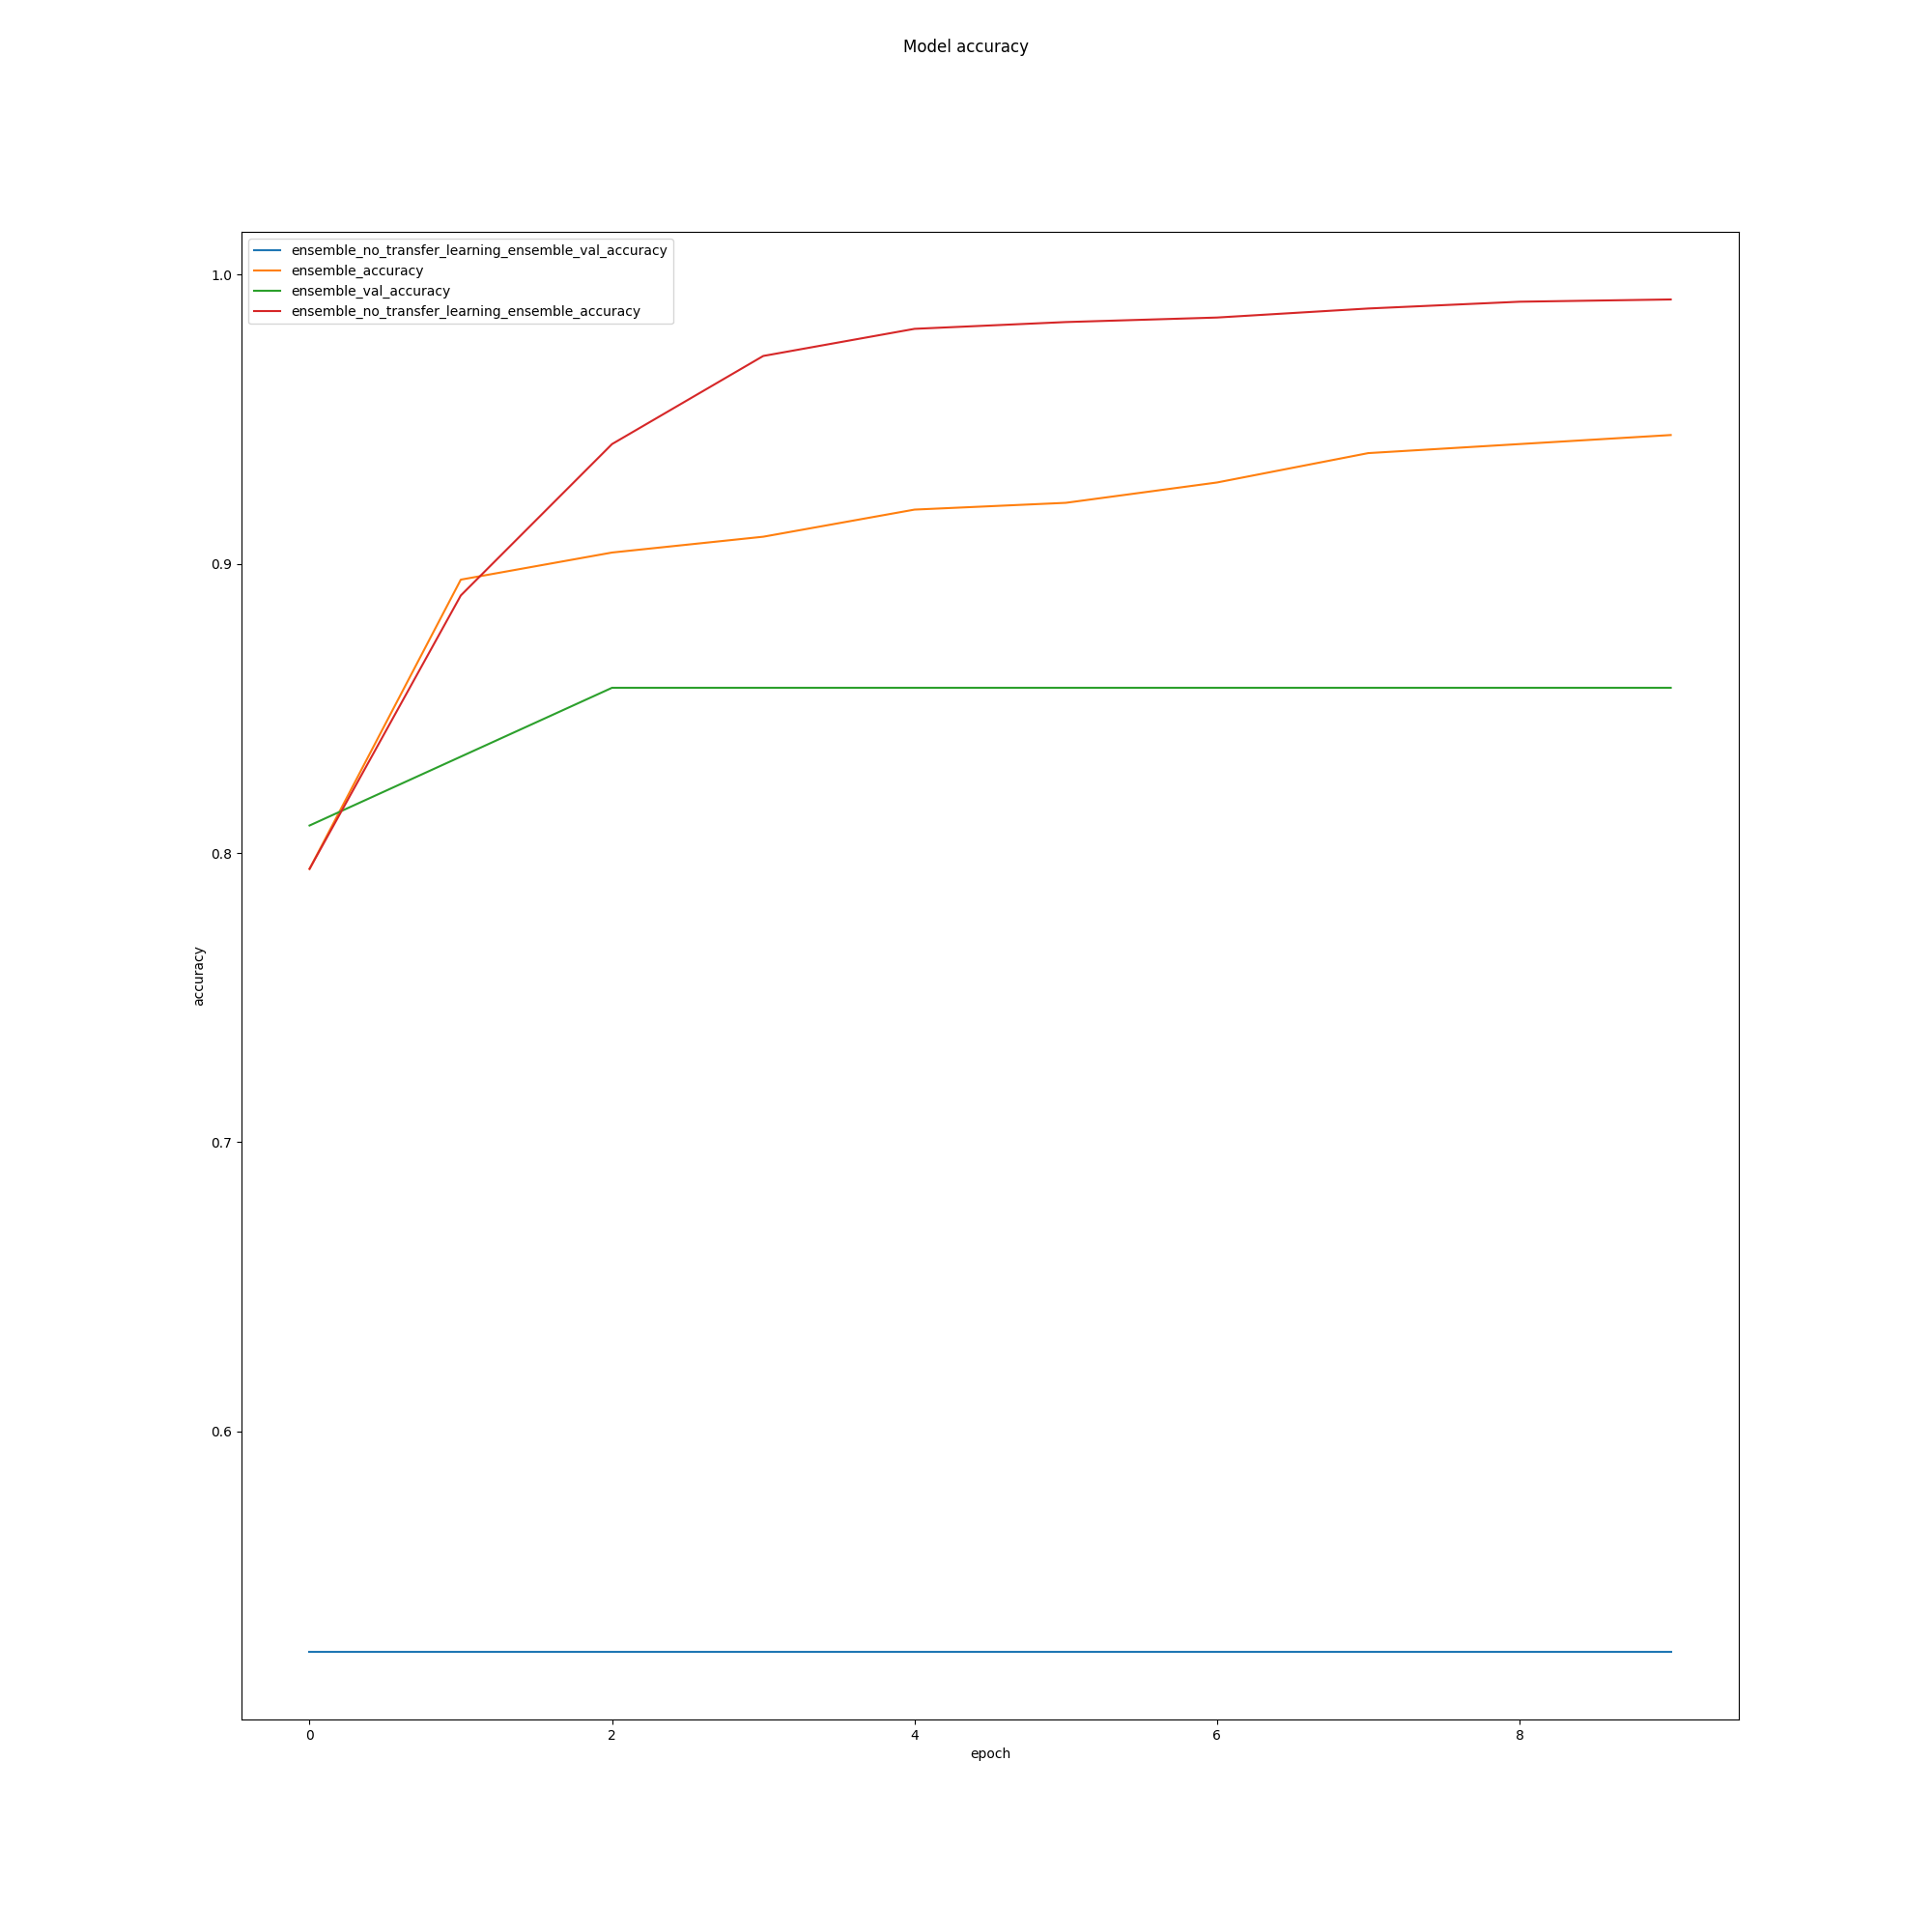 Model accuracy
ensemble_no_transfer_learning_ensemble_val_accuracy
ensemble_accuracy
ensemble_val_accuracy
ensemble_no_transfer_learning_ensemble_accuracy
1.0
0.9
0.8
0.7
0.6
accuracy
0 2 4 6 8
epoch